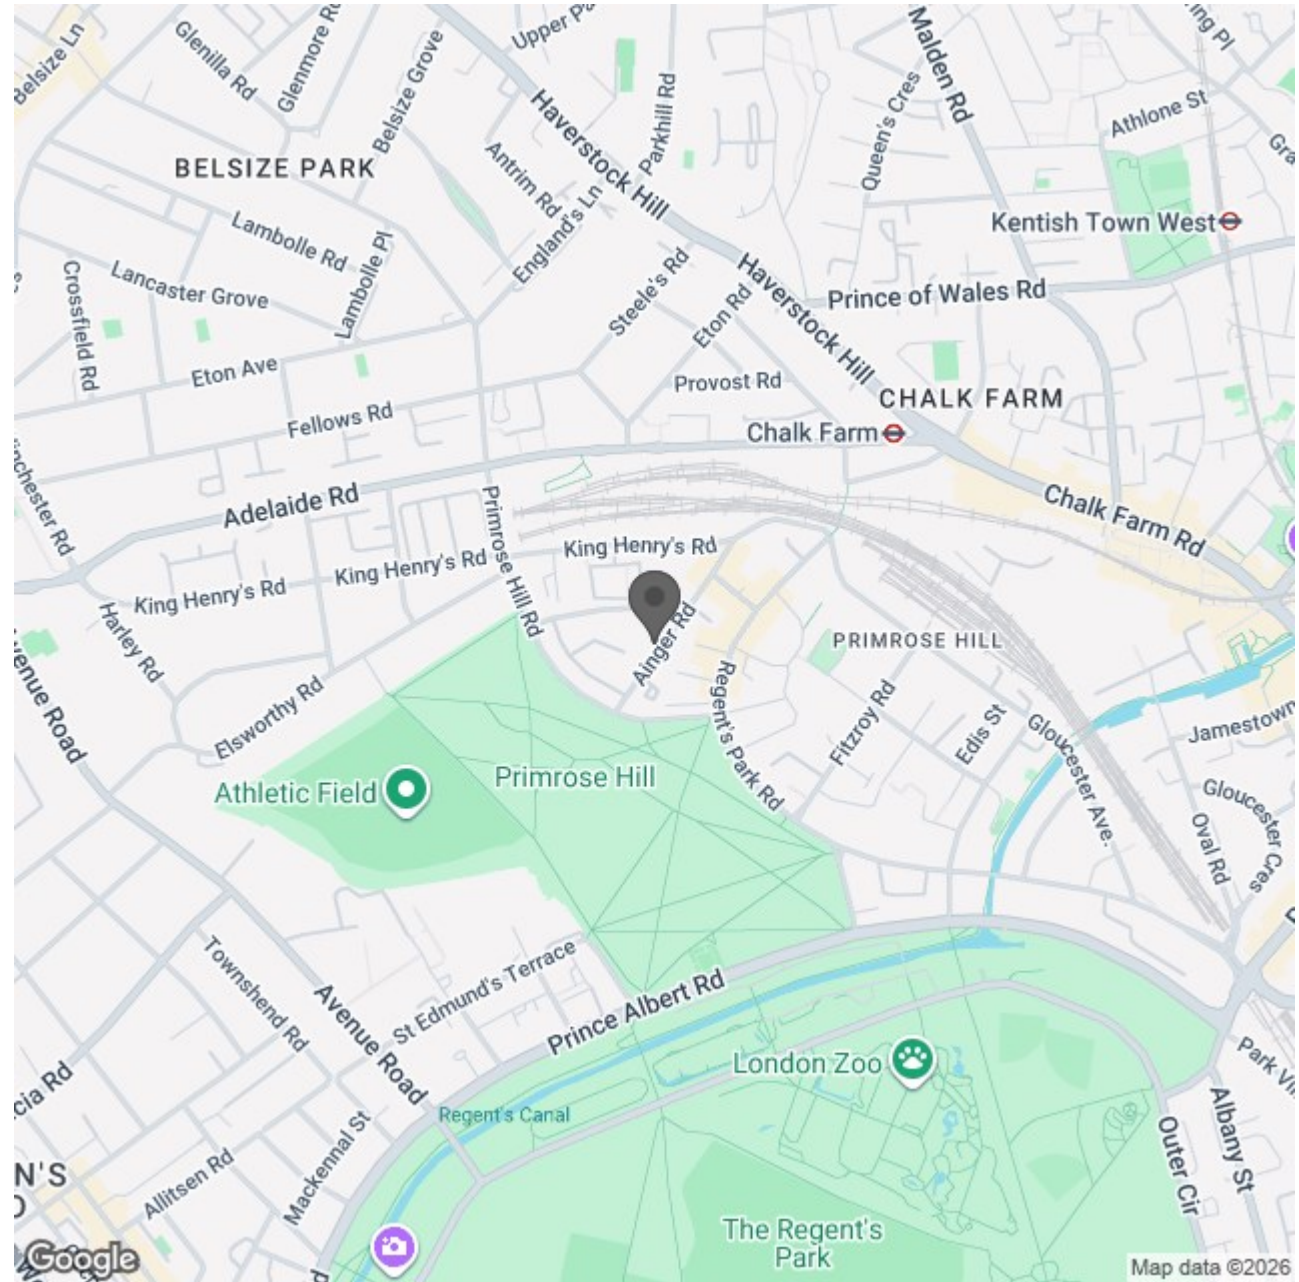 Belsize Ln
Glenilla Rd
Glenmore Rd
Belsize Grove
Upper Pa
Parkhill Rd
Haverstock Hill
Malden Rd
Queen's Cres
Athlone St
Gra
BELSIZE PARK
Antrim Rd
England's Ln
Lambolle Rd
Lambolle Pl
Lancaster Grove
Crossfield Rd
Kentish Town West
Prince of Wales Rd
Haverstock Hill
Steele's Rd
Eton Rd
Eton Ave
Provost Rd
CHALK FARM
Chalk Farm
Fellows Rd
Adelaide Rd
Primrose Hill Rd
Chalk Farm Rd
King Henry's Rd
King Henry's Rd
King Henry's Rd
Harley Rd
Ainger Rd
PRIMROSE HILL
Regent's Park Rd
Fitzroy Rd
Edis St
Gloucester Ave.
Jamestown
Elsworthy Rd
Athletic Field
Primrose Hill
Gloucester Cres
Oval Rd
Avenue Road
Townshend Rd
St Edmund's Terrace
Prince Albert Rd
London Zoo
Regent's Canal
Mackennal St
Allitsen Rd
Outer Cir
Albany St
Park Vil
The Regent's
Park
Google
Map data ©2026